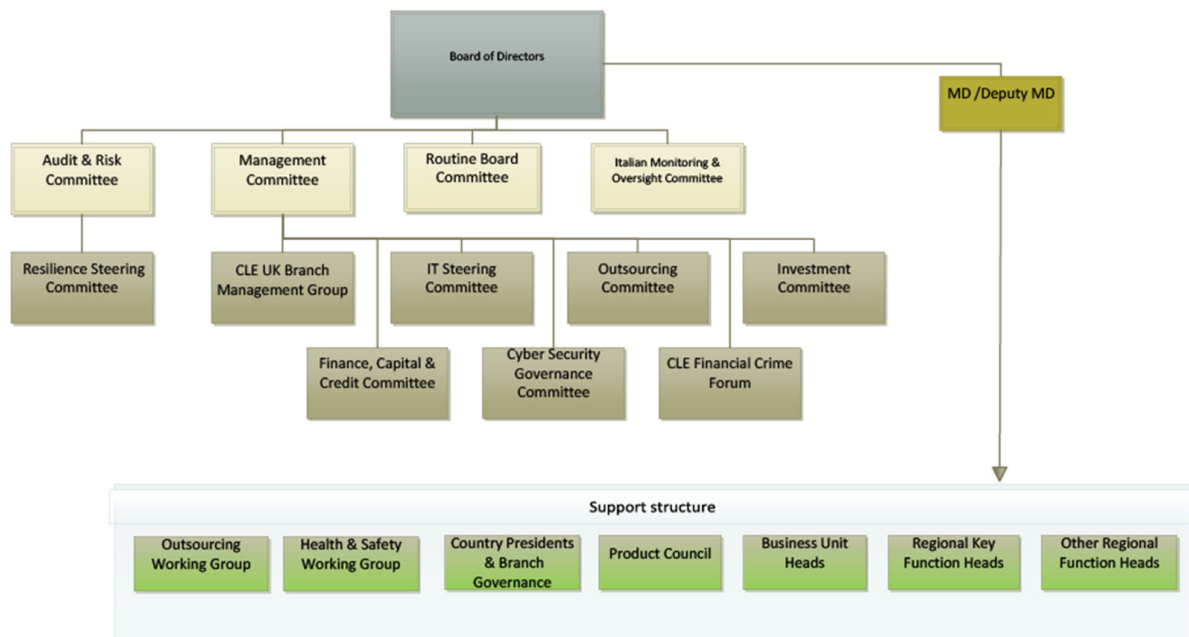 Board of Directors
MD /Deputy MD
Audit & Risk
Committee
Management
Committee
Routine Board
Committee
Italian Monitoring &
Oversight Committee
Resilience Steering
Committee
CLE UK Branch
Management Group
IT Steering
Committee
Outsourcing
Committee
Investment
Committee
Finance, Capital &
Credit Committee
Cyber Security
Governance
Committee
CLE Financial Crime
Forum
Support structure
Outsourcing
Working Group
Health & Safety
Working Group
Country Presidents
& Branch
Governance
Product Council
Business Unit
Heads
Regional Key
Function Heads
Other Regional
Function Heads